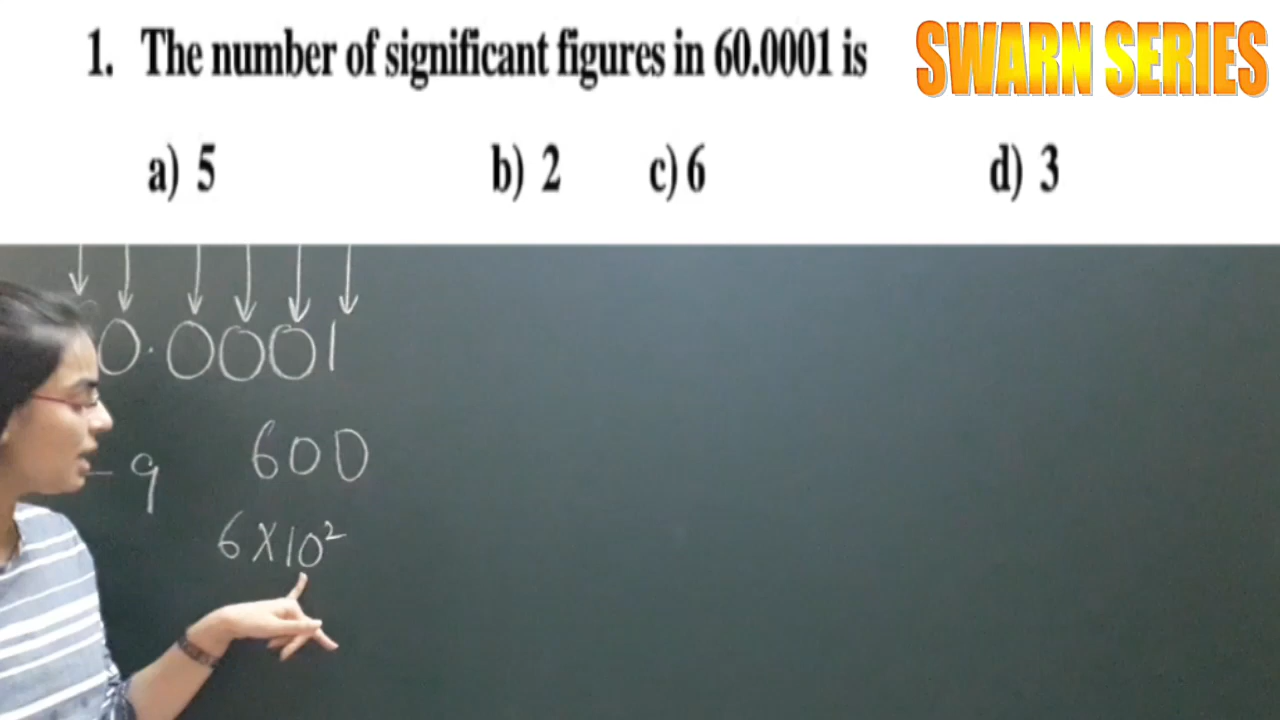 1. The number of significant figures in 60.0001 is
SWARN SERIES
a) 5 b) 2 c) 6 d) 3
0.0001
– 9
600
6×10²